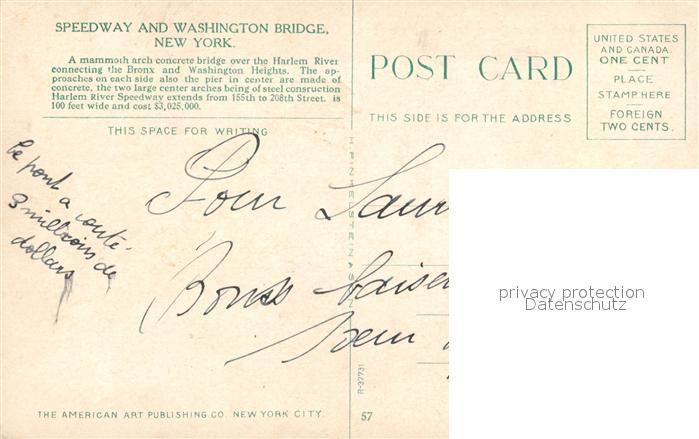 SPEEDWAY AND WASHINGTON BRIDGE,
NEW YORK.
A mammoth arch concrete bridge over the Harlem River
connecting the Bronx and Washington Heights. The ap-
proaches on each side also the pier in center are made of
concrete, the two large center arches being of steel consruction
Harlem River Speedway extends from 155th to 208th Street. is
100 feet wide and cost $3,025,000.
THIS SPACE FOR WRITING
POST CARD
THIS SIDE IS FOR THE ADDRESS
UNITED STATES
AND CANADA
ONE CENT
PLACE
STAMP HERE
FOREIGN
TWO CENTS.
Le pont a couté
3 millions de
dollars
Pour Laur
Bons baise
privacy protection
Datenschutz
R-37731
THE AMERICAN ART PUBLISHING CO. NEW YORK CITY.
57